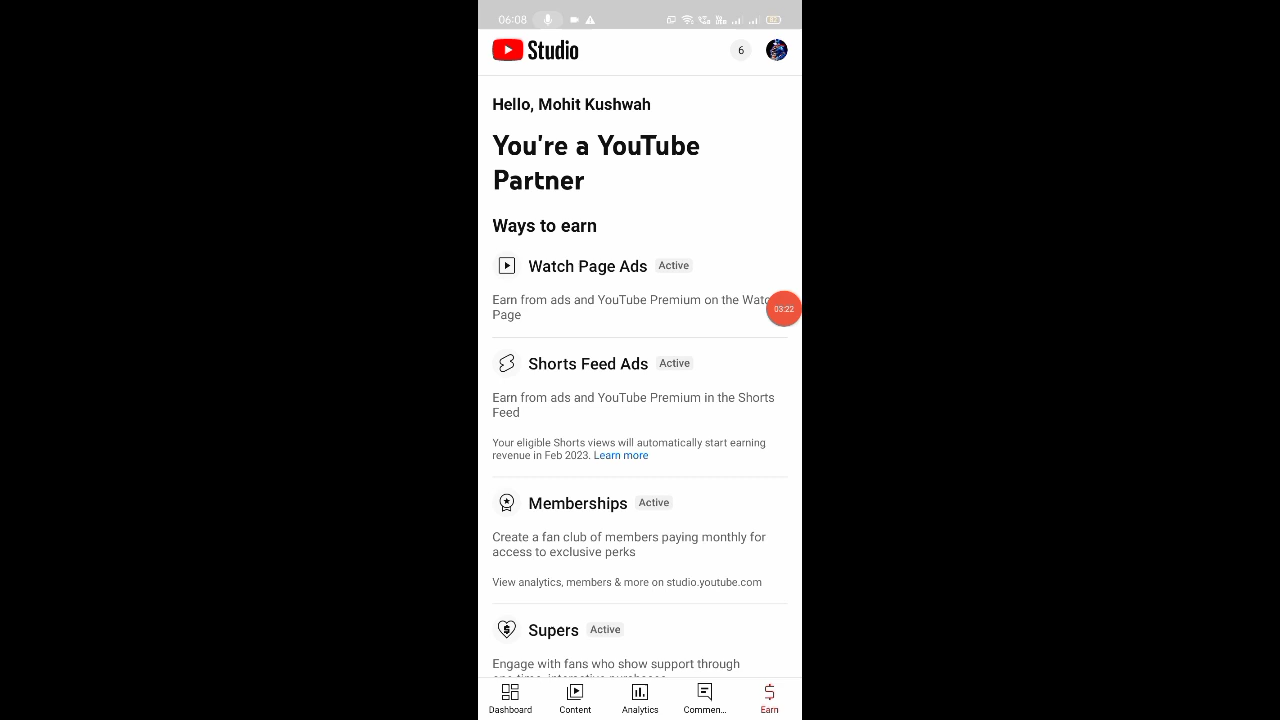 06:08
82
Studio
6
Hello, Mohit Kushwah
You're a YouTube
Partner
Ways to earn
Watch Page Ads Active
Earn from ads and YouTube Premium on the
Page
03:22
Shorts Feed Ads Active
Earn from ads and YouTube Premium in the Shorts
Feed
Your eligible Shorts views will automatically start earning
revenue in Feb 2023. Learn more
Memberships Active
Create a fan club of members paying monthly for
access to exclusive perks
View analytics, members & more on studio.youtube.com
Supers Active
Engage with fans who show support through
Dashboard Content Analytics Commen... Earn